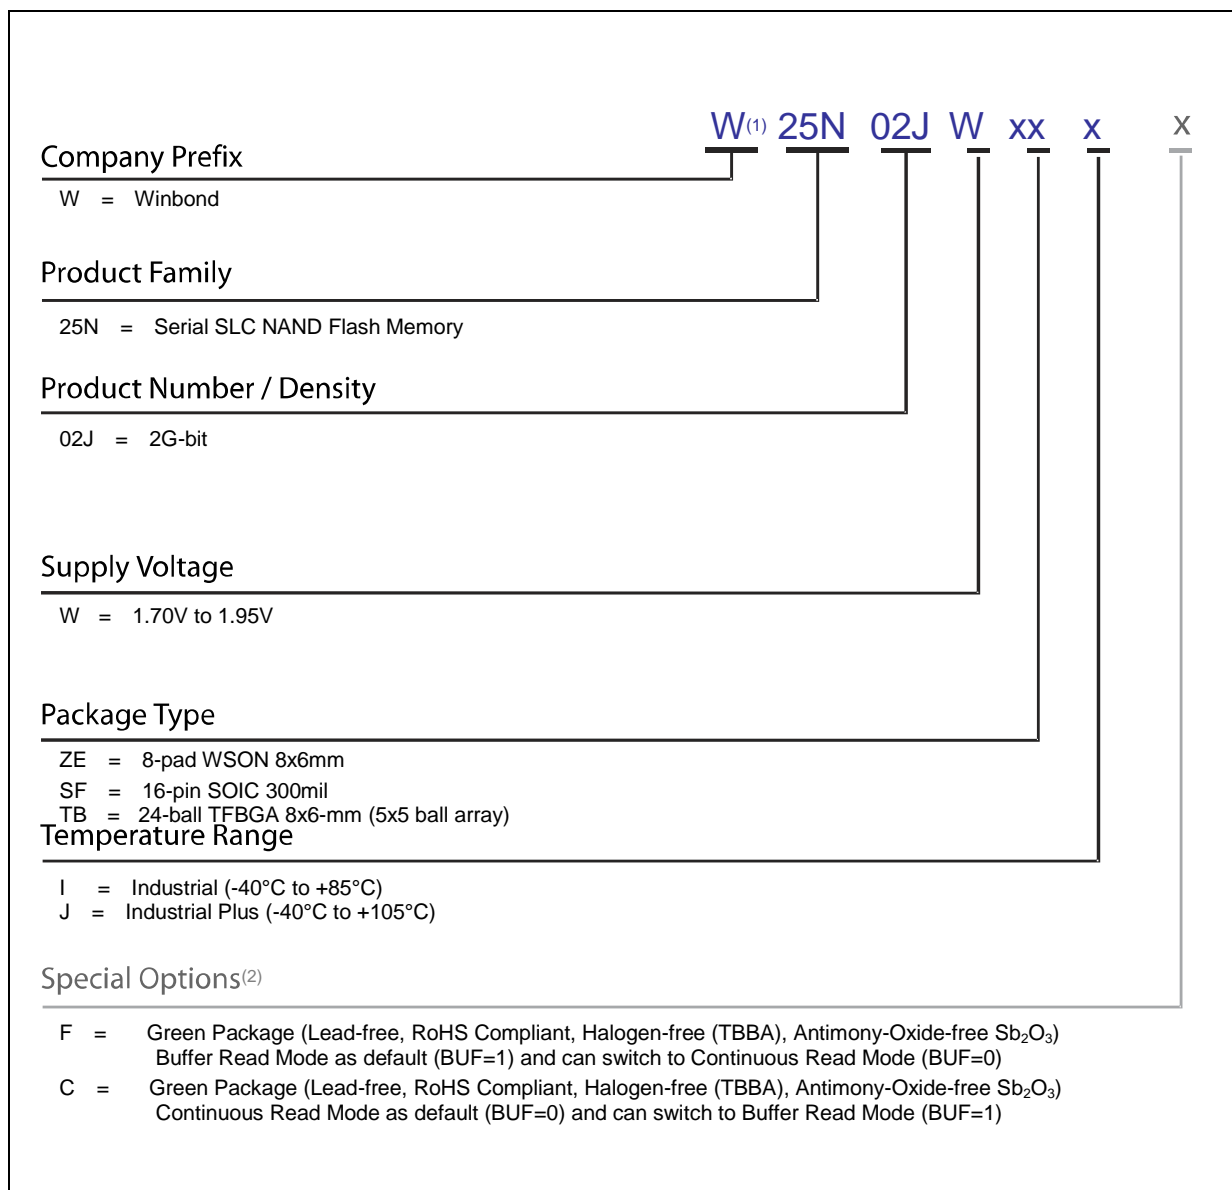 W(1) 25N 02J W xx x x
Company Prefix
W = Winbond
Product Family
25N = Serial SLC NAND Flash Memory
Product Number / Density
02J = 2G-bit
Supply Voltage
W = 1.70V to 1.95V
Package Type
ZE = 8-pad WSON 8x6mm
SF = 16-pin SOIC 300mil
TB = 24-ball TFBGA 8x6-mm (5x5 ball array)
Temperature Range
I = Industrial (-40°C to +85°C)
J = Industrial Plus (-40°C to +105°C)
Special Options(2)
F = Green Package (Lead-free, RoHS Compliant, Halogen-free (TBBA), Antimony-Oxide-free Sb₂O₃)
Buffer Read Mode as default (BUF=1) and can switch to Continuous Read Mode (BUF=0)
C = Green Package (Lead-free, RoHS Compliant, Halogen-free (TBBA), Antimony-Oxide-free Sb₂O₃)
Continuous Read Mode as default (BUF=0) and can switch to Buffer Read Mode (BUF=1)